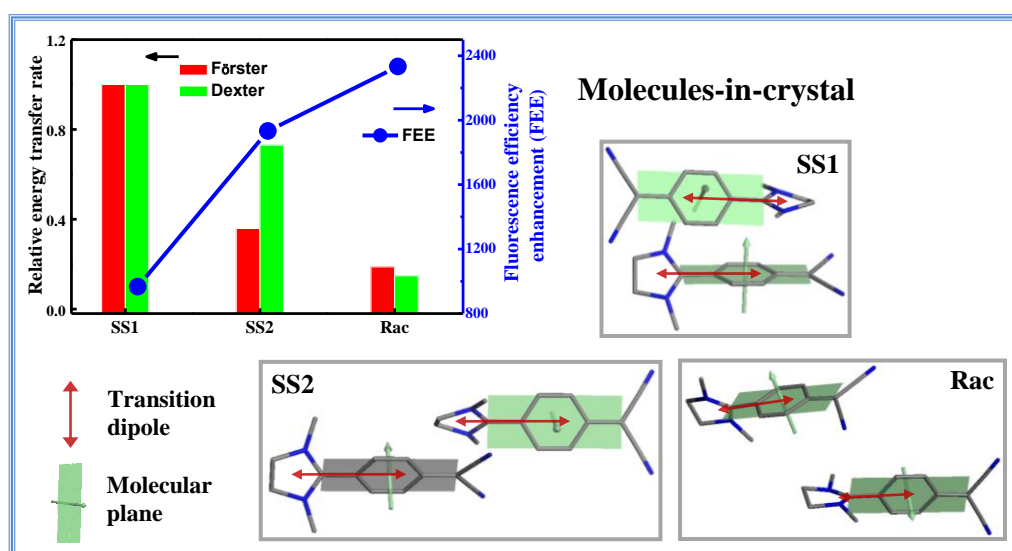 1.2
0.8
0.4
0.0
Relative energy transfer rate
Förster
Dexter
FEE
SS1
SS2
Rac
2400
2000
1600
1200
800
Fluorescence efficiency
enhancement (FEE)
Molecules-in-crystal
SS1
Transition
dipole
Molecular
plane
SS2
Rac